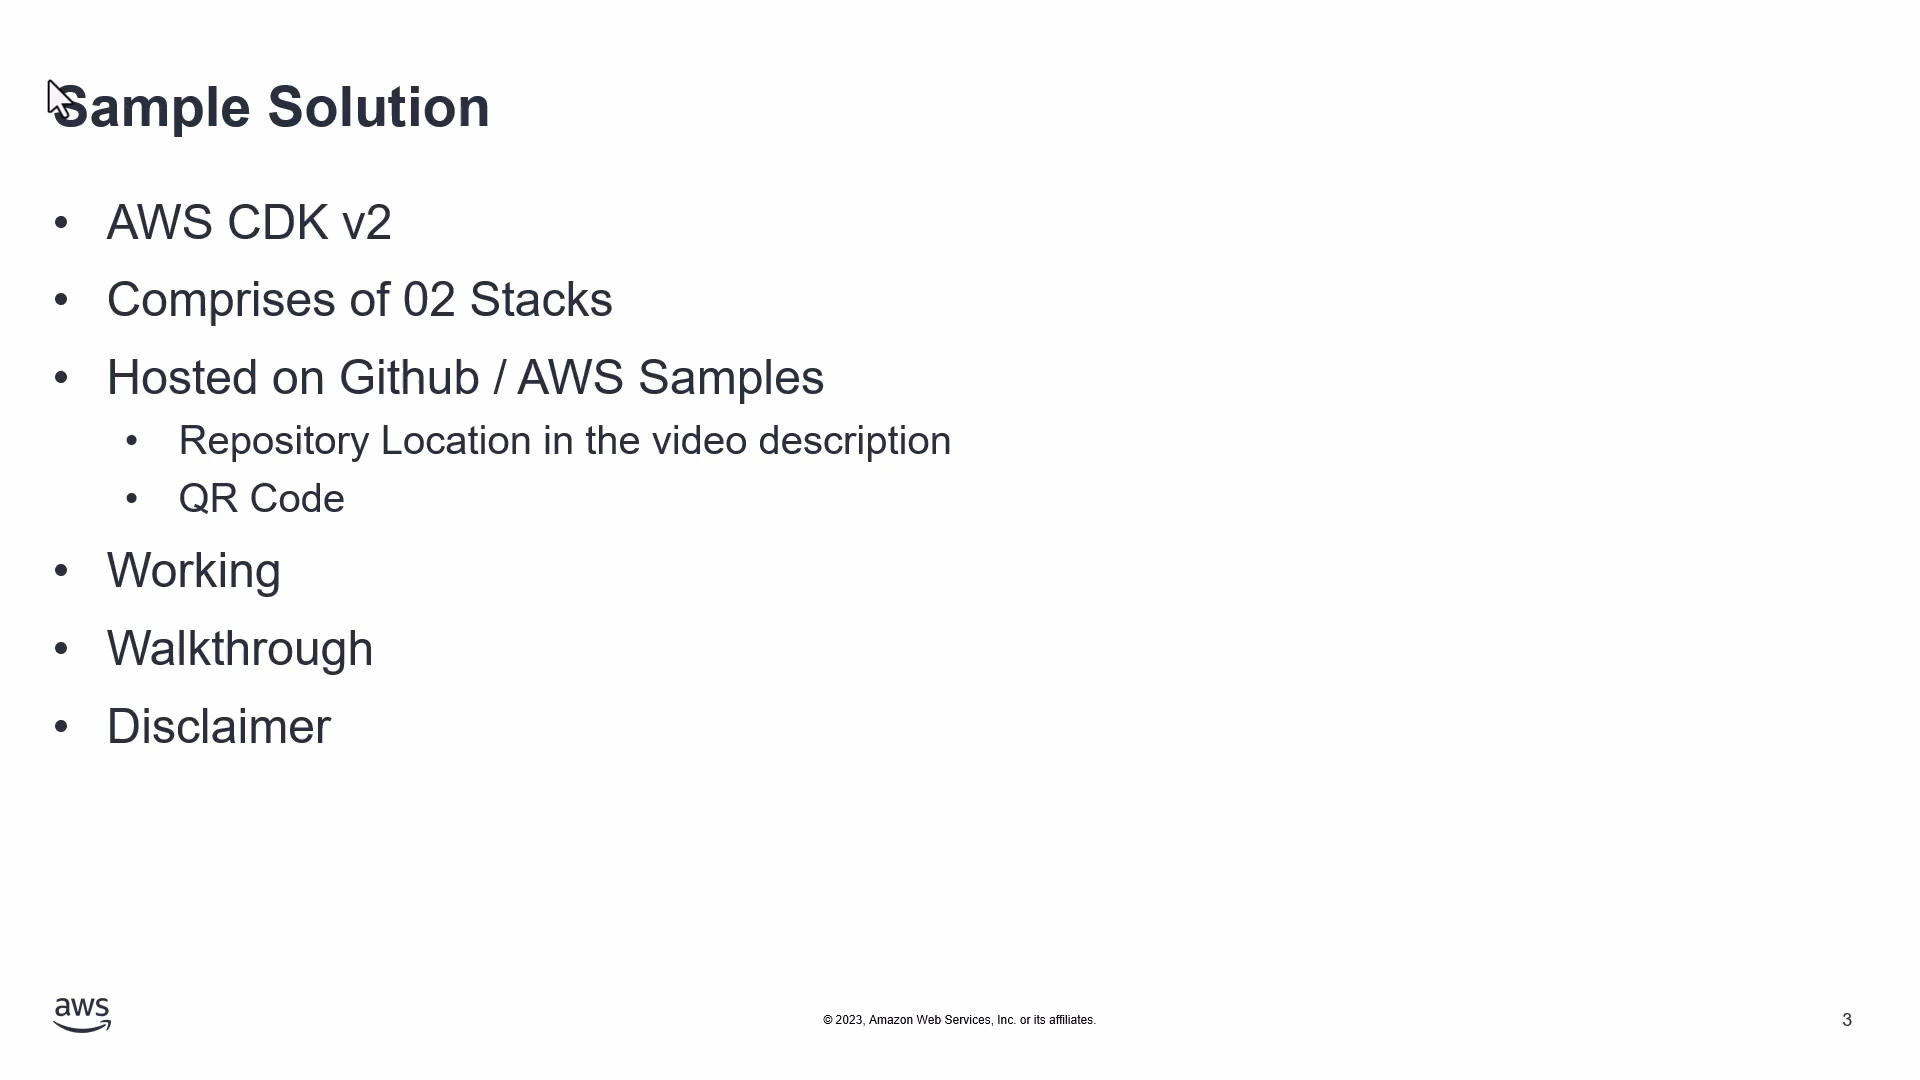 Sample Solution
• AWS CDK v2
• Comprises of 02 Stacks
• Hosted on Github / AWS Samples
• Repository Location in the video description
• QR Code
• Working
• Walkthrough
• Disclaimer
aws
© 2023, Amazon Web Services, Inc. or its affiliates.
3